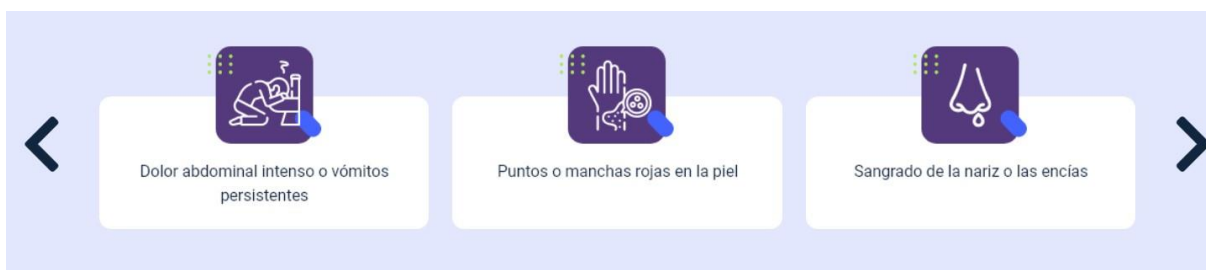 Dolor abdominal intenso o vómitos
persistentes
Puntos o manchas rojas en la piel
Sangrado de la nariz o las encías